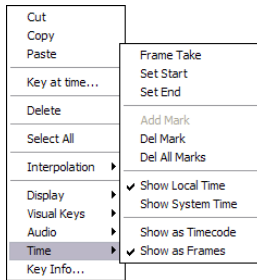 Cut
Copy
Paste
Key at time...
Delete
Select All
Interpolation
Display
Visual Keys
Audio
Time
Key Info...
Frame Take
Set Start
Set End
Add Mark
Del Mark
Del All Marks
Show Local Time
Show System Time
Show as Timecode
Show as Frames